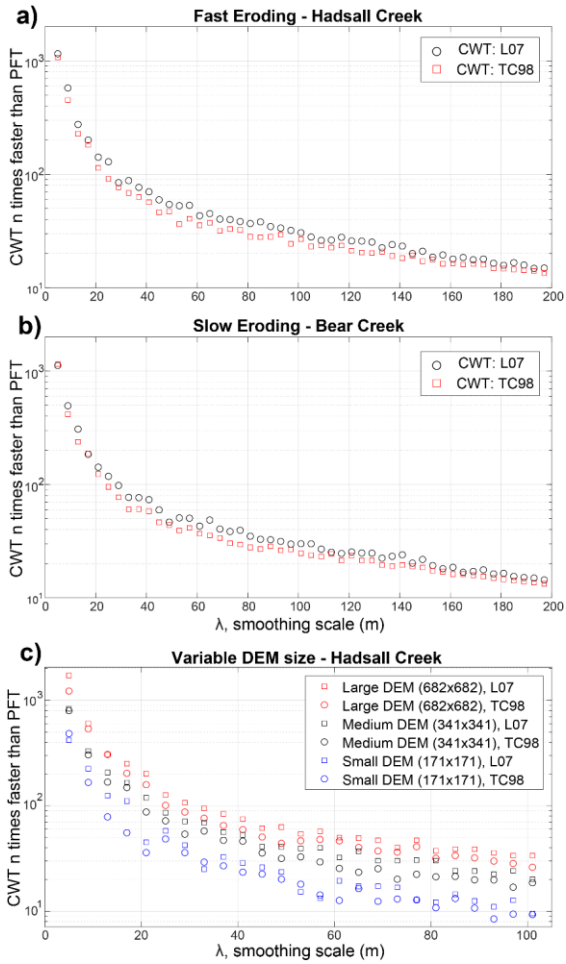 a)
Fast Eroding - Hadsall Creek
CWT n times faster than PFT
10³
10²
10¹
CWT: L07
CWT: TC98
0 20 40 60 80 100 120 140 160 180 200
b)
Slow Eroding - Bear Creek
CWT n times faster than PFT
10³
10²
10¹
CWT: L07
CWT: TC98
0 20 40 60 80 100 120 140 160 180 200
λ, smoothing scale (m)
c)
Variable DEM size - Hadsall Creek
CWT n times faster than PFT
10³
10²
10¹
Large DEM (682x682), L07
Large DEM (682x682), TC98
Medium DEM (341x341), L07
Medium DEM (341x341), TC98
Small DEM (171x171), L07
Small DEM (171x171), TC98
0 20 40 60 80 100
λ, smoothing scale (m)